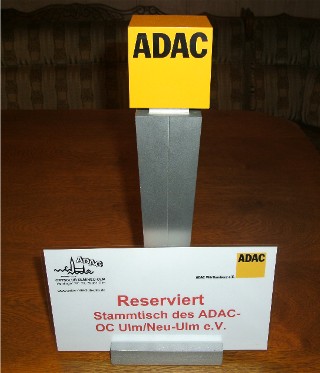 ADAC
ADAC
ADAC
Reserviert
Stammtisch des ADAC-
OC Ulm/Neu-Ulm e.V.